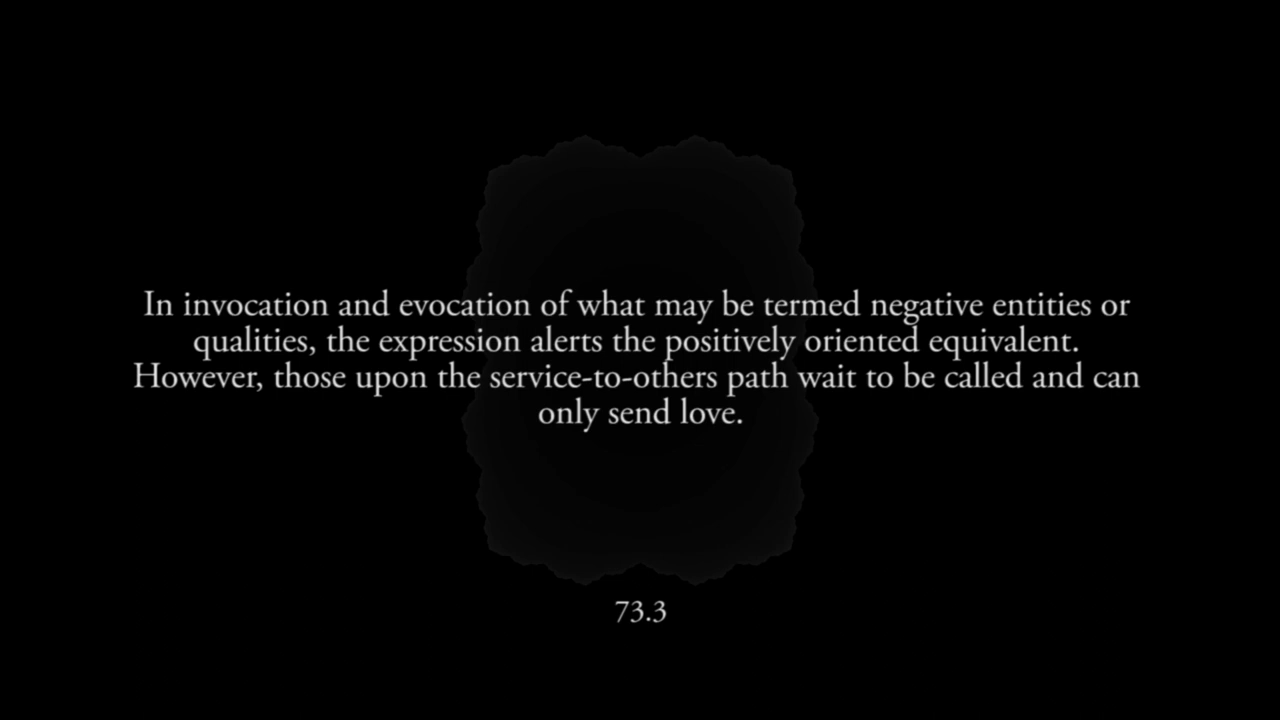 In invocation and evocation of what may be termed negative entities or
qualities, the expression alerts the positively oriented equivalent.
However, those upon the service-to-others path wait to be called and can
only send love.
73.3